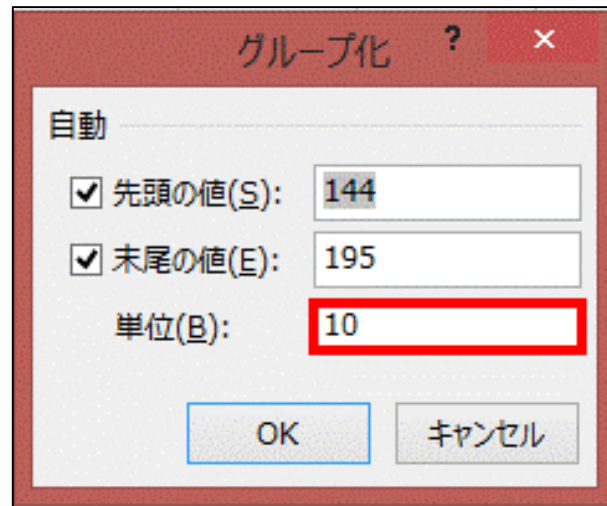 グループ化 ? ×
自動
先頭の値(S): 144
末尾の値(E): 195
単位(B): 10
OK キャンセル